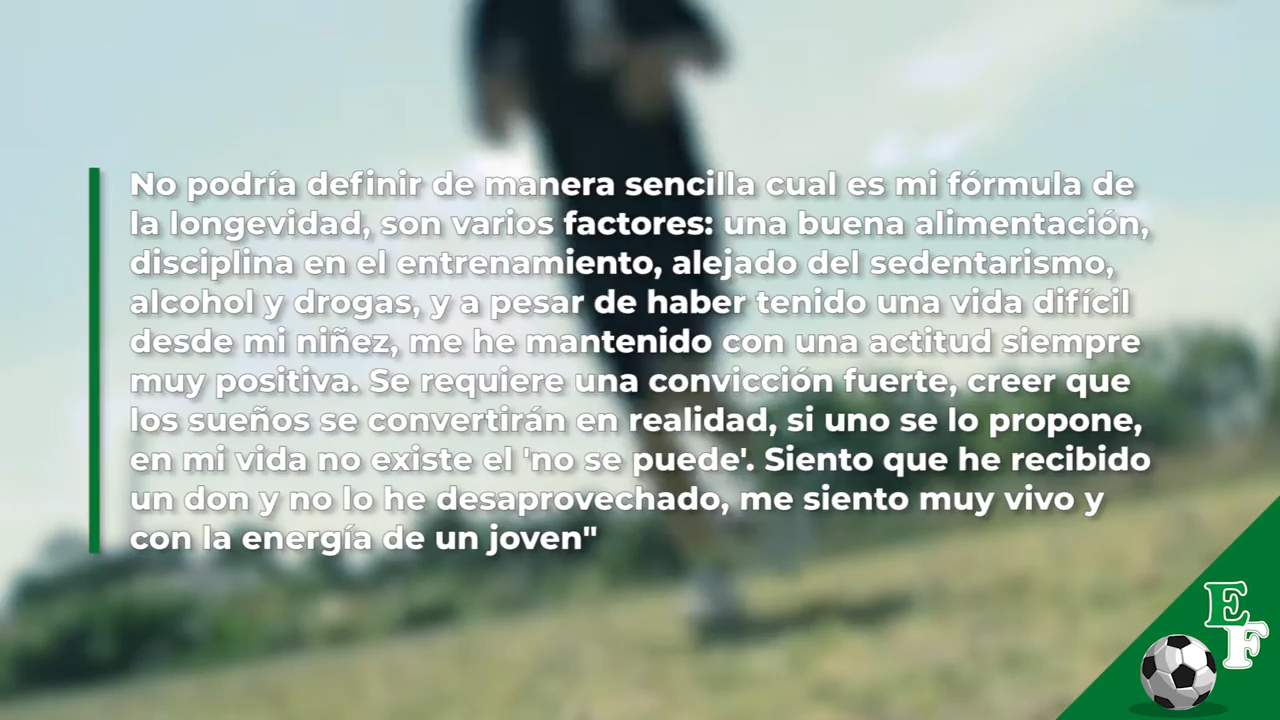 No podría definir de manera sencilla cual es mi fórmula de
la longevidad, son varios factores: una buena alimentación,
disciplina en el entrenamiento, alejado del sedentarismo,
alcohol y drogas, y a pesar de haber tenido una vida difícil
desde mi niñez, me he mantenido con una actitud siempre
muy positiva. Se requiere una convicción fuerte, creer que
los sueños se convertirán en realidad, si uno se lo propone,
en mi vida no existe el 'no se puede'. Siento que he recibido
un don y no lo he desaprovechado, me siento muy vivo y
con la energía de un joven"
E
F